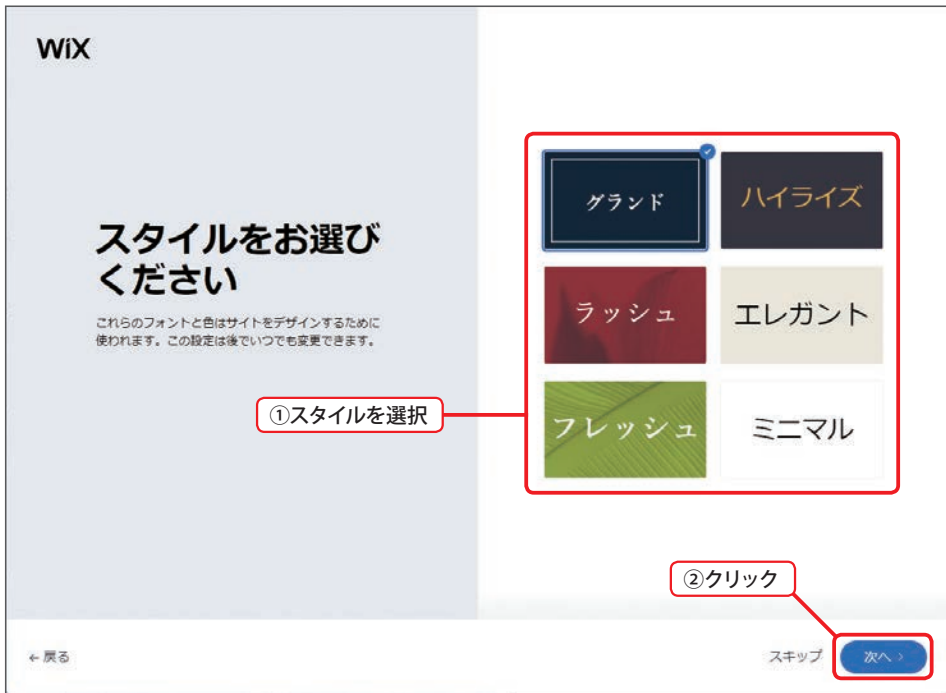 WiX
スタイルをお選び
ください
これらのフォントと色はサイトをデザインするために
使われます。この設定は後でいつでも変更できます。
①スタイルを選択
グランド
ハイライズ
ラッシュ
エレガント
フレッシュ
ミニマル
②クリック
←戻る
スキップ
次へ >